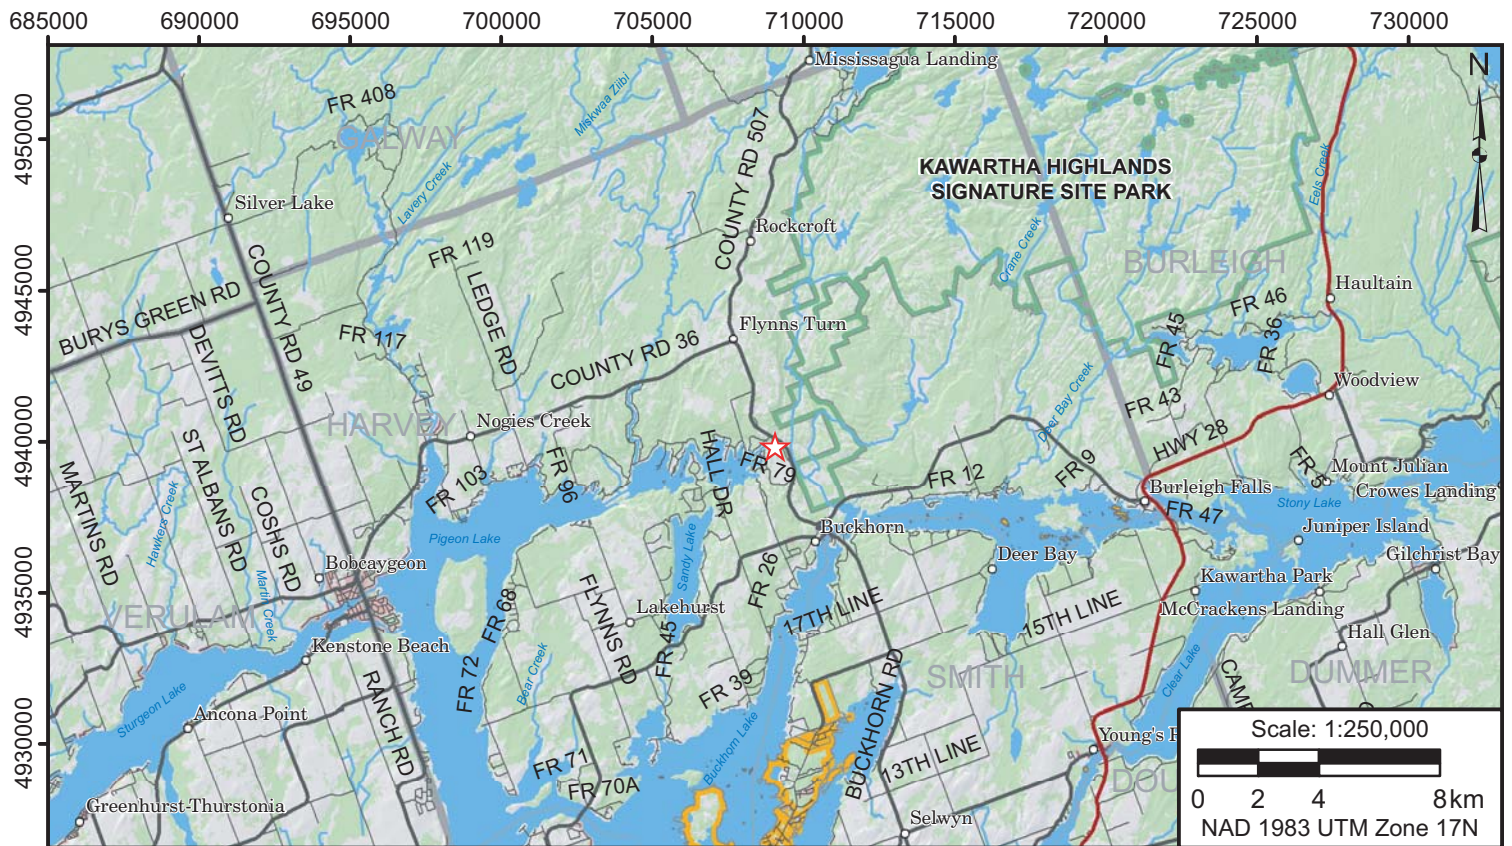 685000 690000 695000 700000 705000 710000 715000 720000 725000 730000
4950000
4945000
4940000
4935000
4930000
N
Mississagua Landing
FR 408
GALWAY
Miskwaa Ziibi
COUNTY RD 507
KAWARTHA HIGHLANDS
SIGNATURE SITE PARK
Eels Creek
Lavery Creek
Silver Lake
Rockcroft
Crane Creek
FR 119
BURLEIGH
COUNTY RD 49
LEDGE RD
Haultain
BURYS GREEN RD
FR 46
FR 117
Flynns Turn
FR 45
FR 36
DEVITTS RD
COUNTY RD 36
Woodview
Deer Bay Creek
FR 43
HARVEY
Nogies Creek
HWY 28
ST ALBANS RD
HALL DR
FR 79
MARTINS RD
FR 103
FR 96
FR 12
FR 9
FR 5
Mount Julian
Hawkers Creek
COSHS RD
Burleigh Falls
Crowes Landing
FR 47
Stony Lake
Pigeon Lake
Buckhorn
Juniper Island
Sandy Lake
Deer Bay
Gilchrist Bay
Bobcaygeon
FR 26
Kawartha Park
Martin Creek
FLYNNS RD
Lakehurst
FR 68
17TH LINE
15TH LINE
McCrackens Landing
VERULAM
Kenstone Beach
FR 45
Hall Glen
Bear Creek
FR 72
FR 39
BUCKHORN RD
SMITH
Clear Lake
DUMMER
Sturgeon Lake
RANCH RD
CAMP
Ancona Point
Buckhorn Lake
Young's P
FR 71
13TH LINE
FR 70A
DOU
Greenhurst-Thurstonia
Selwyn
Scale: 1:250,000
0 2 4 8 km
NAD 1983 UTM Zone 17N